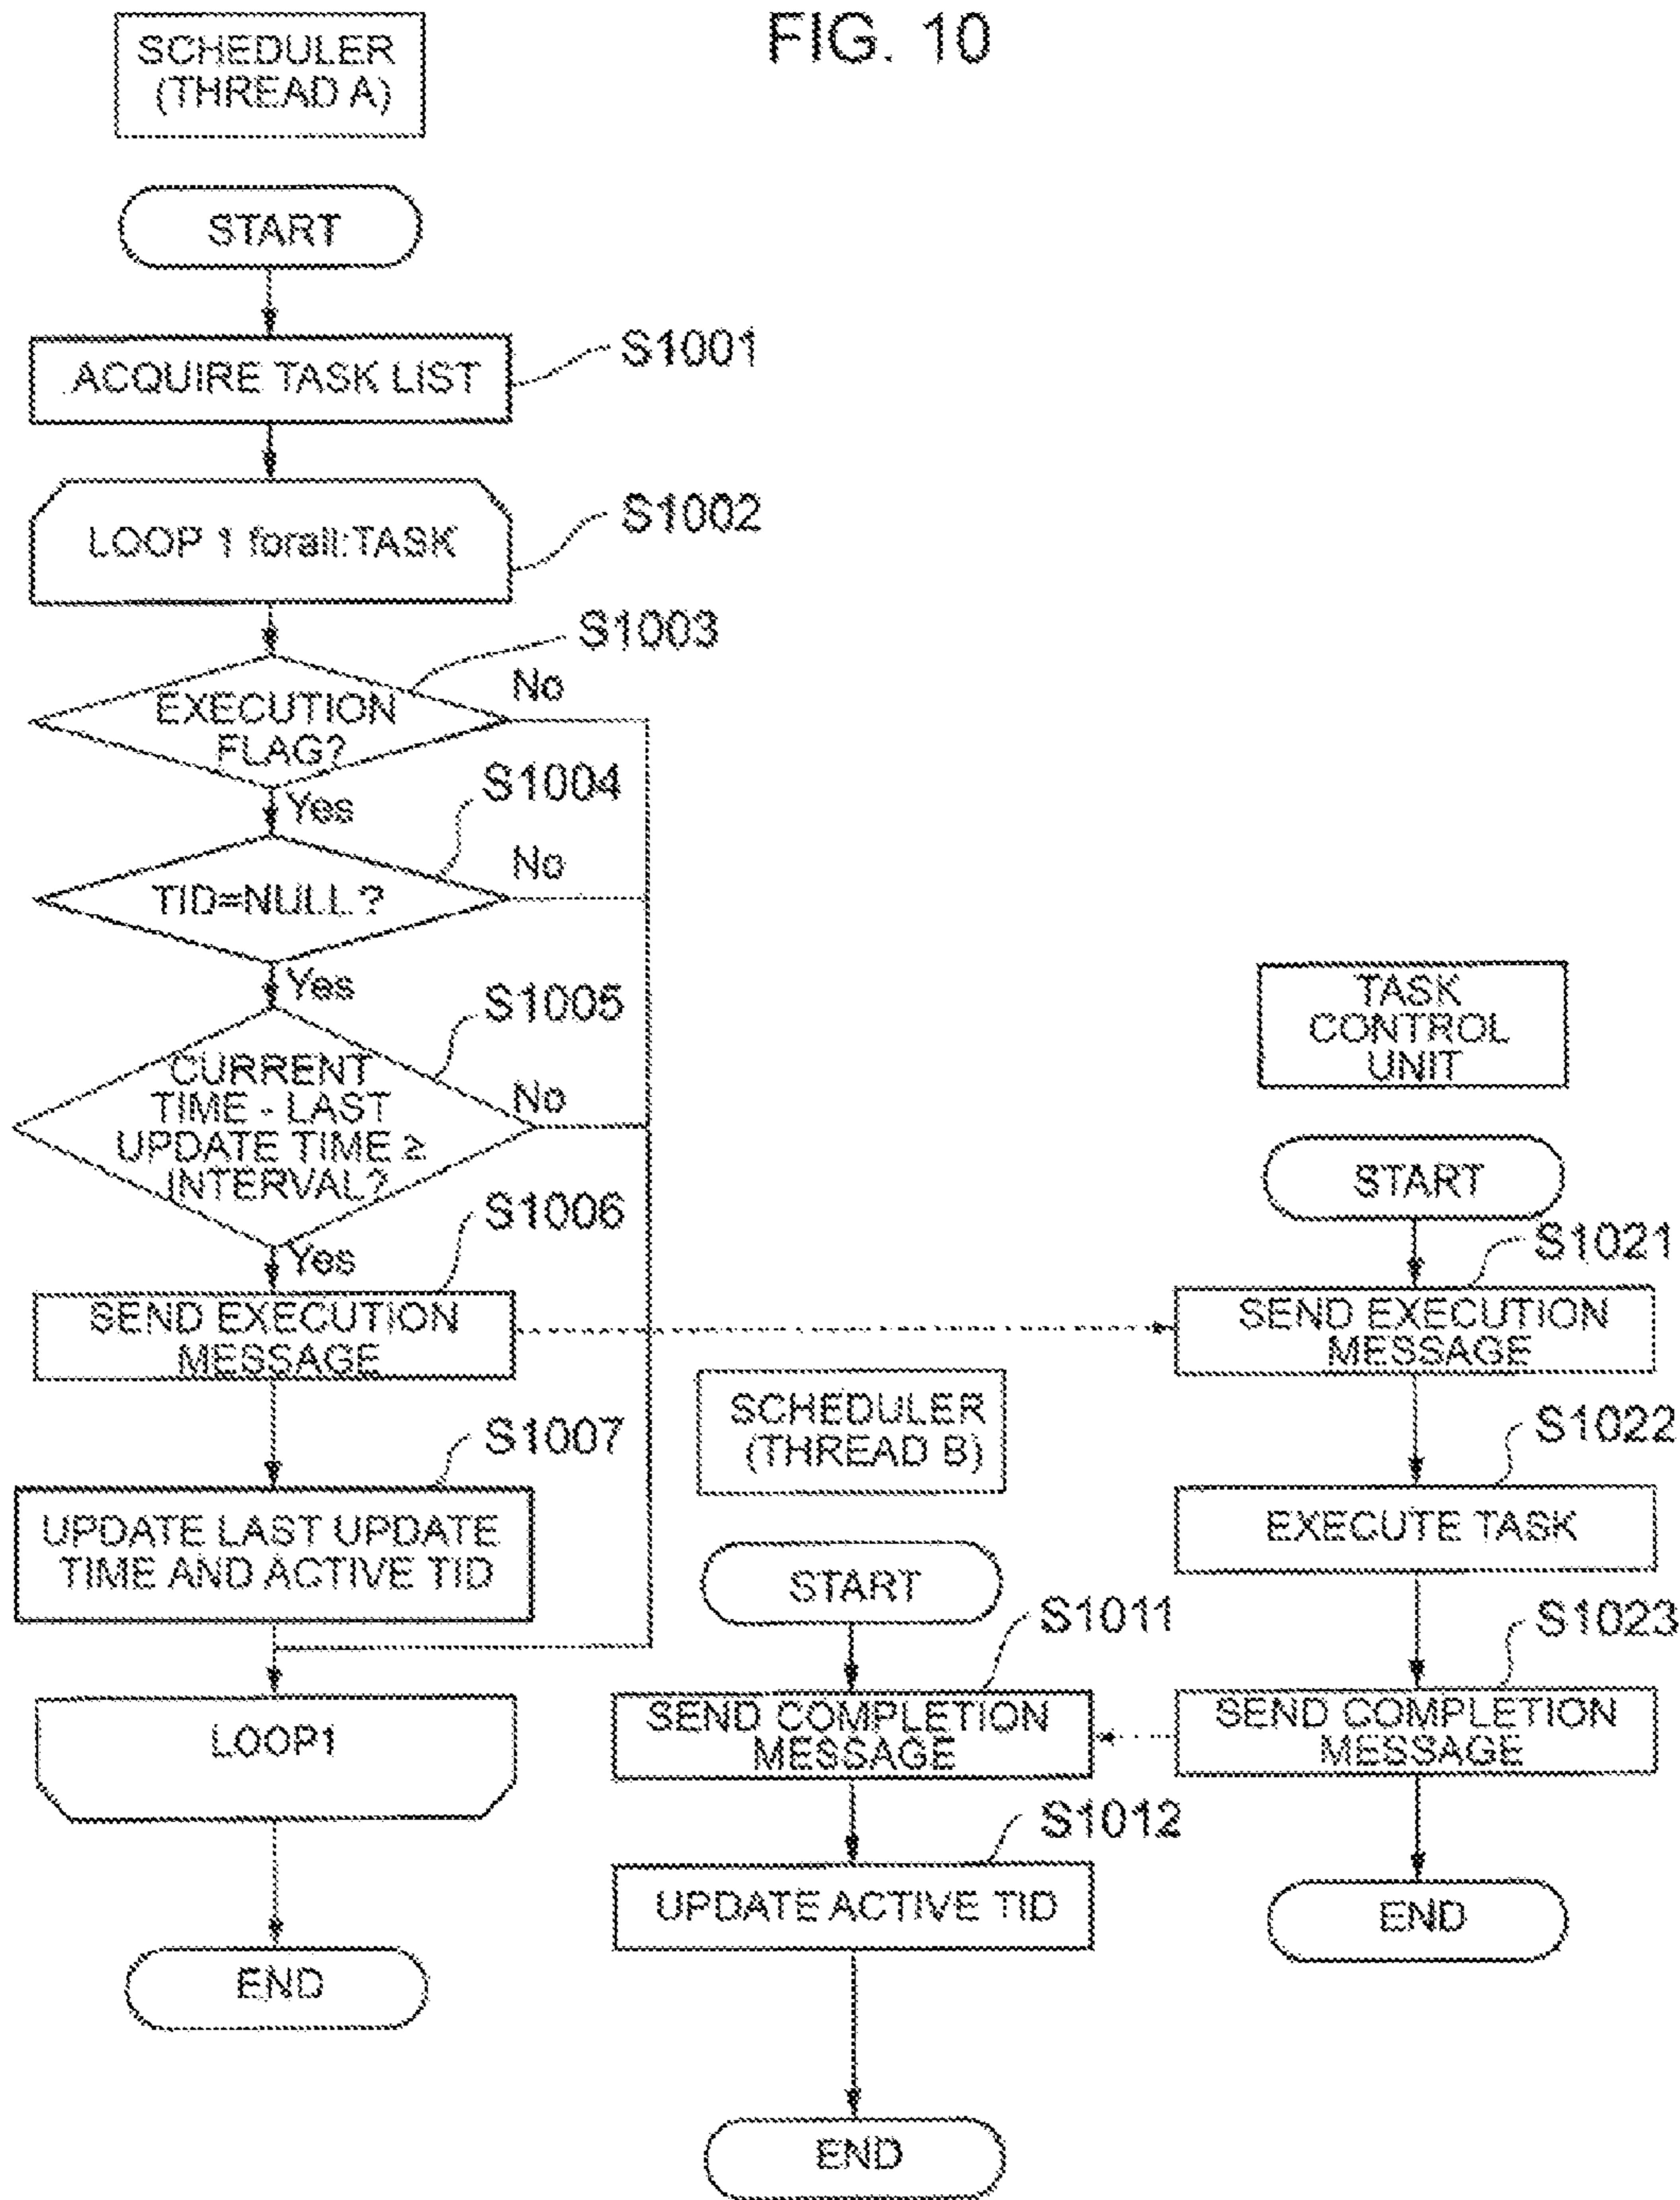 FIG. 10
SCHEDULER
(THREAD A)
START
ACQUIRE TASK LIST
S1001
LOOP 1 forall:TASK
S1002
S1003
EXECUTION
FLAG?
No
Yes
S1004
TID=NULL?
No
Yes
S1005
CURRENT
TIME - LAST
UPDATE TIME ≥
INTERVAL?
No
Yes
S1006
SEND EXECUTION
MESSAGE
S1007
UPDATE LAST UPDATE
TIME AND ACTIVE TID
LOOP1
END
SCHEDULER
(THREAD B)
START
S1011
SEND COMPLETION
MESSAGE
S1012
UPDATE ACTIVE TID
END
TASK
CONTROL
UNIT
START
S1021
SEND EXECUTION
MESSAGE
S1022
EXECUTE TASK
S1023
SEND COMPLETION
MESSAGE
END